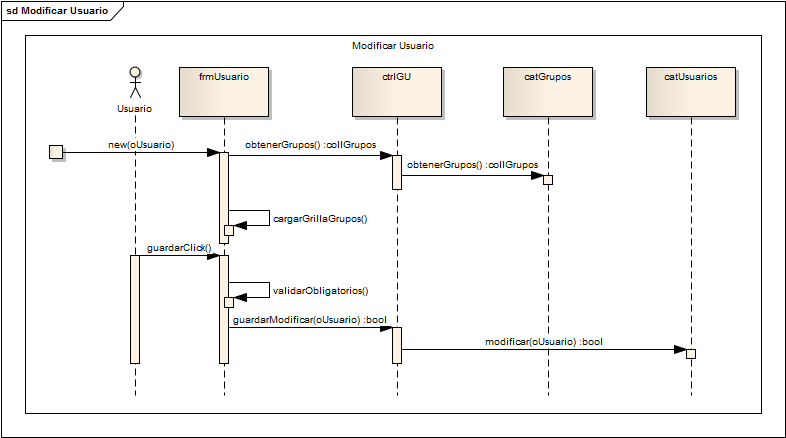 sd Modificar Usuario
Modificar Usuario
frmUsuario
ctrlGU
catGrupos
catUsuarios
Usuario
new(oUsuario)
obtenerGrupos() :collGrupos
obtenerGrupos() :collGrupos
cargarGrillaGrupos()
guardarClick()
validarObligatorios()
guardarModificar(oUsuario) :bool
modificar(oUsuario) :bool